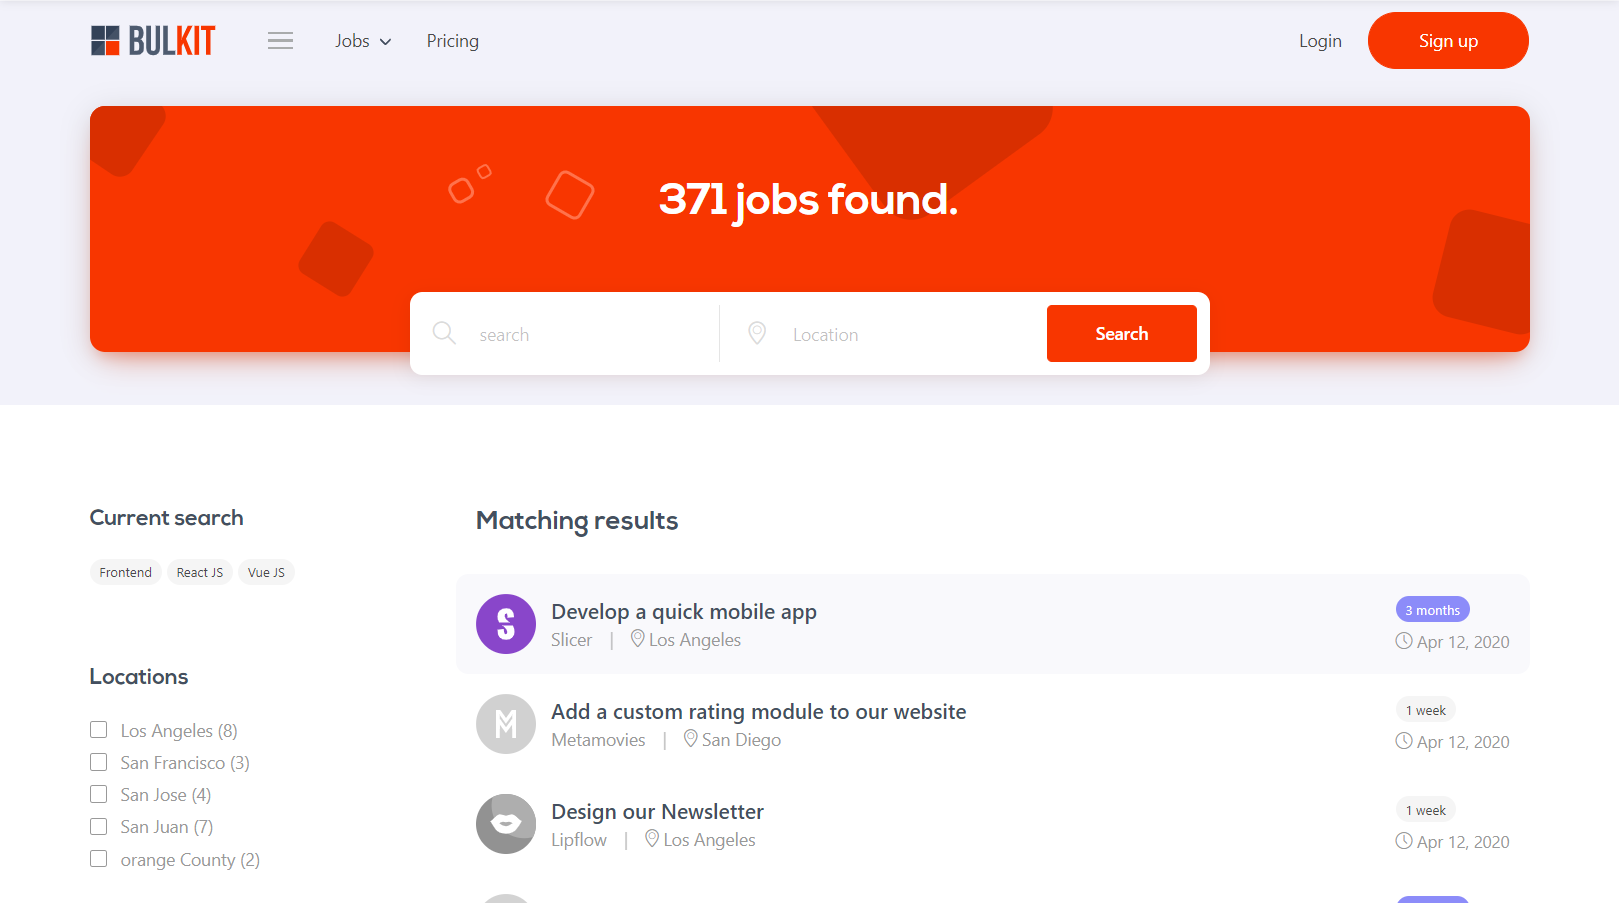 BULKIT
Jobs
Pricing
Login
Sign up
371 jobs found.
search
Location
Search
Current search
Frontend
React JS
Vue JS
Locations
Los Angeles (8)
San Francisco (3)
San Jose (4)
San Juan (7)
orange County (2)
Matching results
S
Develop a quick mobile app
Slicer | Los Angeles
3 months
Apr 12, 2020
M
Add a custom rating module to our website
Metamovies | San Diego
1 week
Apr 12, 2020
Design our Newsletter
Lipflow | Los Angeles
1 week
Apr 12, 2020